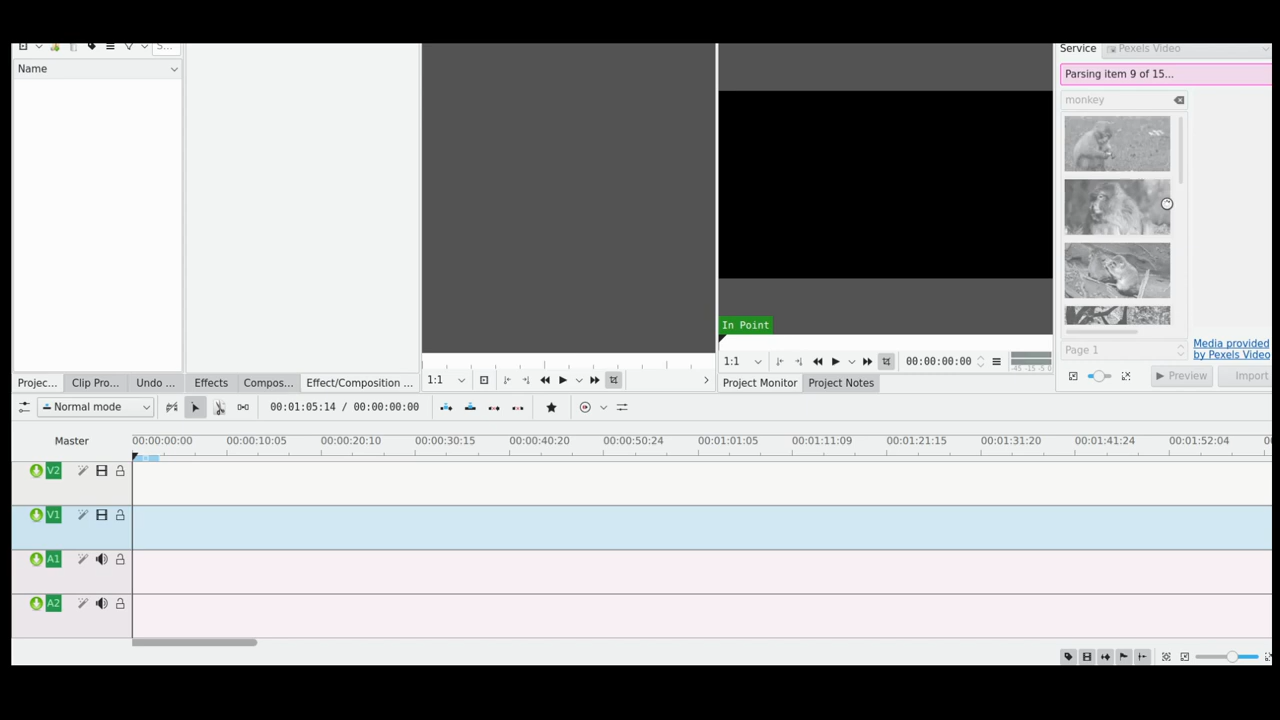 S...
Service
Pexels Video
Name
Parsing item 9 of 15...
monkey
In Point
Page 1
Media provided
by Pexels Video
1:1
1:1
00:00:00:00
-45 -15 -5 0
Preview
Import
Projec...
Clip Pro...
Undo ...
Effects
Compos...
Effect/Composition ...
Project Monitor
Project Notes
Normal mode
00:01:05:14 / 00:00:00:00
Master
00:00:00:00
00:00:10:05
00:00:20:10
00:00:30:15
00:00:40:20
00:00:50:24
00:01:01:05
00:01:11:09
00:01:21:15
00:01:31:20
00:01:41:24
00:01:52:04
V2
V1
A1
A2